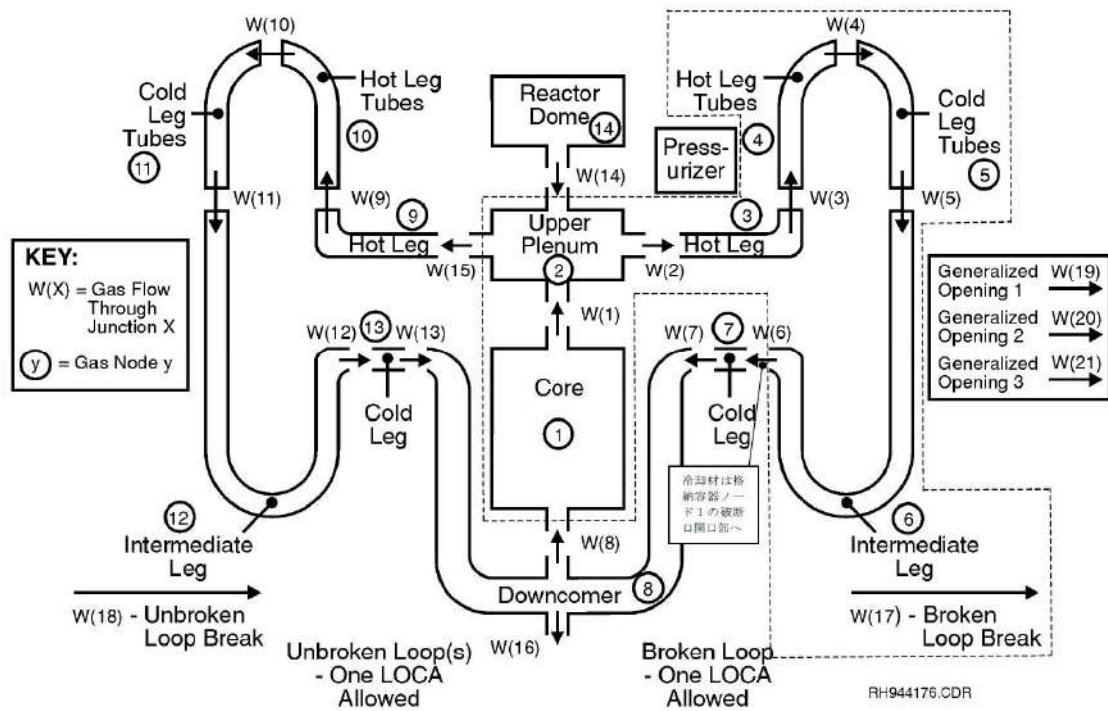 W(10)
W(4)
Cold
Leg
Tubes
11
Hot Leg
Tubes
10
Reactor
Dome
14
Press-
urizer
Hot Leg
Tubes
4
Cold
Leg
Tubes
5
W(11)
W(9)
9
Hot Leg
W(15)
W(14)
Upper
Plenum
2
W(2)
3
Hot Leg
W(3)
W(5)
KEY:
W(X) = Gas Flow
Through
Junction X
y = Gas Node y
Generalized W(19)
Opening 1
Generalized W(20)
Opening 2
Generalized W(21)
Opening 3
W(12)
13
W(13)
Cold
Leg
W(1)
Core
1
W(7)
7
W(6)
Cold
Leg
冷却材は格
納容器ノー
ド1の破断
口開口部へ
12
Intermediate
Leg
W(18) - Unbroken
Loop Break
W(8)
Downcomer
8
W(16)
6
Intermediate
Leg
W(17) - Broken
Loop Break
Unbroken Loop(s)
- One LOCA
Allowed
Broken Loop
- One LOCA
Allowed
RH944176.CDR